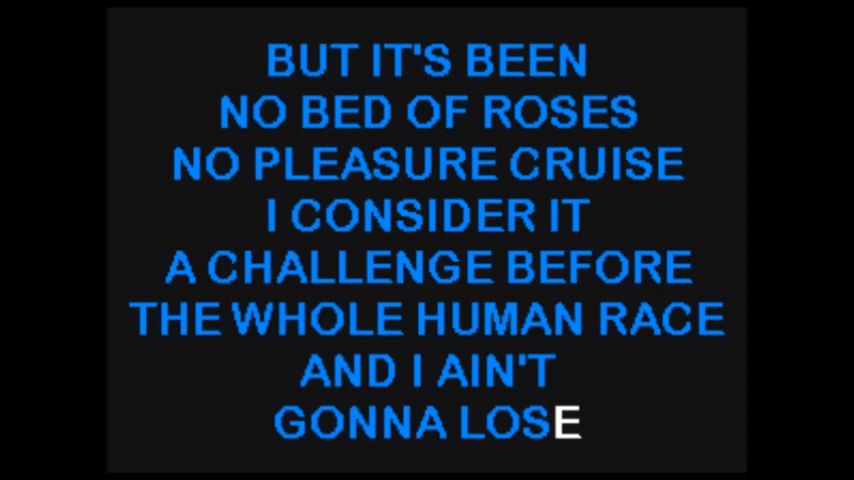 BUT IT'S BEEN
NO BED OF ROSES
NO PLEASURE CRUISE
I CONSIDER IT
A CHALLENGE BEFORE
THE WHOLE HUMAN RACE
AND I AIN'T
GONNA LOSE